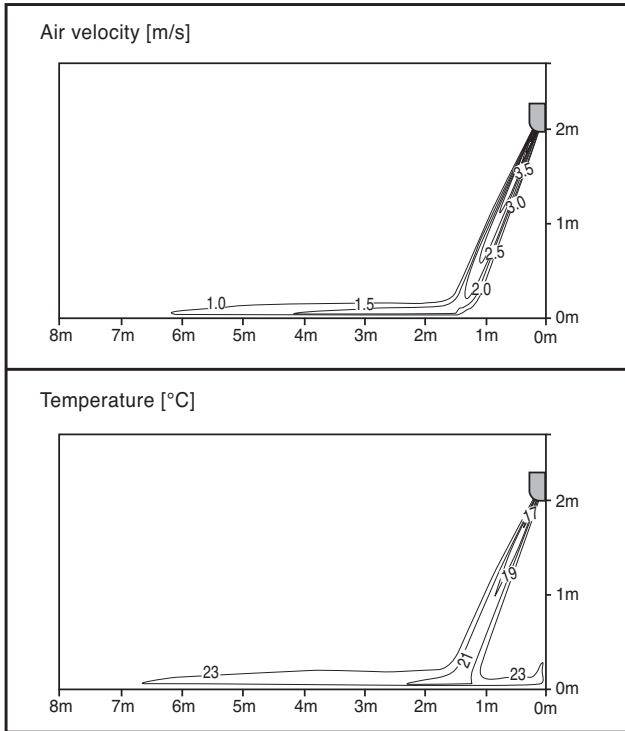 Air velocity [m/s]
2m
3.5
3.0
1m
2.5
2.0
1.0
1.5
0m
8m 7m 6m 5m 4m 3m 2m 1m 0m
Temperature [°C]
2m
17
19
1m
21
23
23
0m
8m 7m 6m 5m 4m 3m 2m 1m 0m